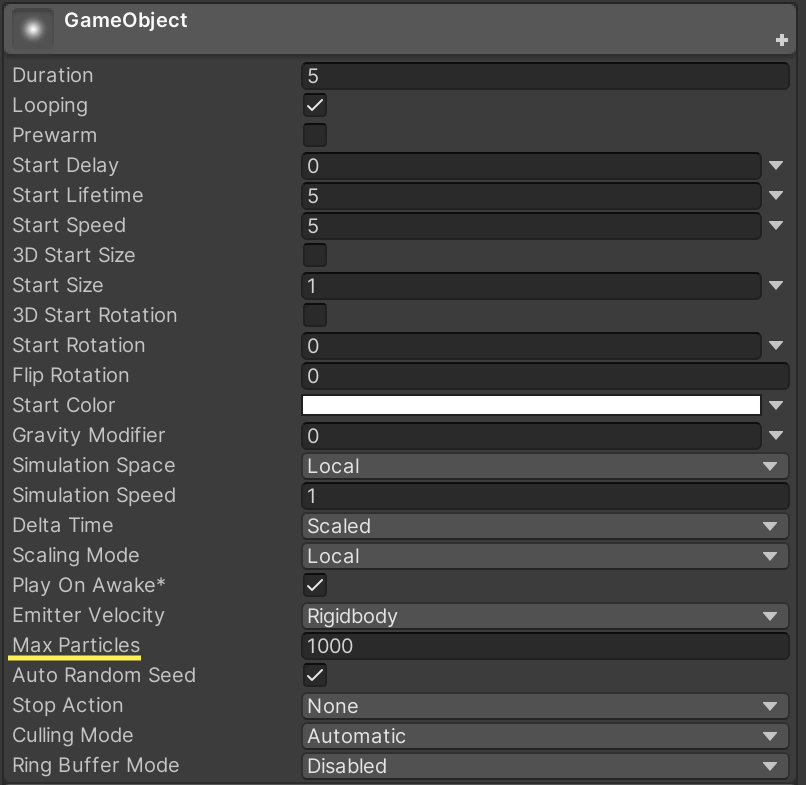 GameObject
Duration 5
Looping
Prewarm
Start Delay 0
Start Lifetime 5
Start Speed 5
3D Start Size
Start Size 1
3D Start Rotation
Start Rotation 0
Flip Rotation 0
Start Color
Gravity Modifier 0
Simulation Space Local
Simulation Speed 1
Delta Time Scaled
Scaling Mode Local
Play On Awake*
Emitter Velocity Rigidbody
Max Particles 1000
Auto Random Seed
Stop Action None
Culling Mode Automatic
Ring Buffer Mode Disabled